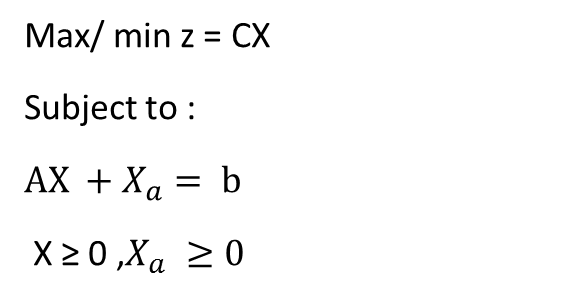 Max/ min z = CX
Subject to :
AX + Xₐ = b
X ≥ 0 ,Xₐ ≥ 0